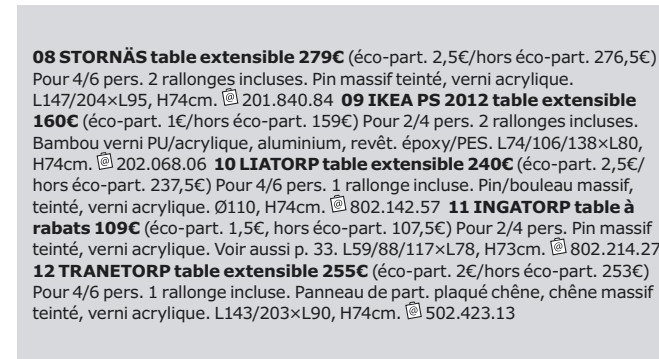 08 STORNÄS table extensible 279€ (éco-part. 2,5€/hors éco-part. 276,5€)
Pour 4/6 pers. 2 rallonges incluses. Pin massif teinté, verni acrylique.
L147/204×L95, H74cm. 201.840.84 09 IKEA PS 2012 table extensible
160€ (éco-part. 1€/hors éco-part. 159€) Pour 2/4 pers. 2 rallonges incluses.
Bambou verni PU/acrylique, aluminium, revêt. époxy/PES. L74/106/138×L80,
H74cm. 202.068.06 10 LIATORP table extensible 240€ (éco-part. 2,5€/
hors éco-part. 237,5€) Pour 4/6 pers. 1 rallonge incluse. Pin/bouleau massif,
teinté, verni acrylique. Ø110, H74cm. 802.142.57 11 INGATORP table à
rabats 109€ (éco-part. 1,5€, hors éco-part. 107,5€) Pour 2/4 pers. Pin massif
teinté, verni acrylique. Voir aussi p. 33. L59/88/117×L78, H73cm. 802.214.27
12 TRANETORP table extensible 255€ (éco-part. 2€/hors éco-part. 253€)
Pour 4/6 pers. 1 rallonge incluse. Panneau de part. plaqué chêne, chêne massif
teinté, verni acrylique. L143/203×L90, H74cm. 502.423.13